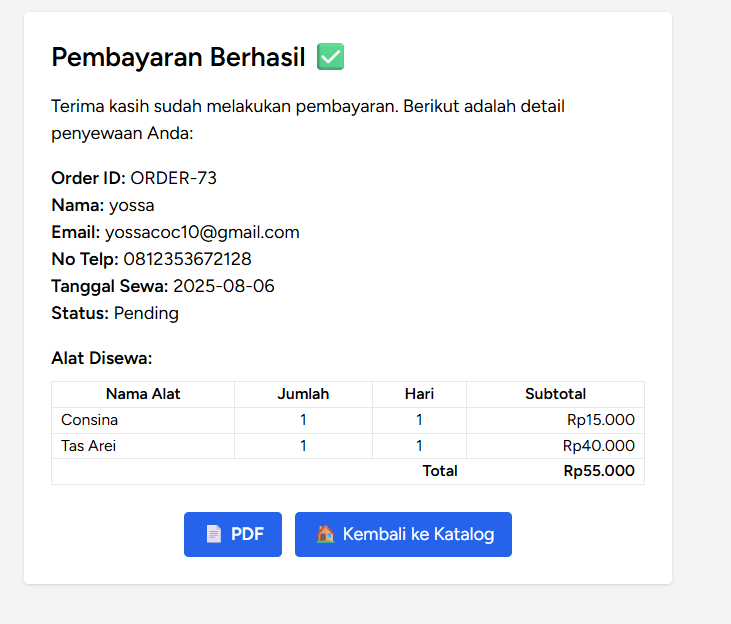 Pembayaran Berhasil ✅
Terima kasih sudah melakukan pembayaran. Berikut adalah detail
penyewaan Anda:
Order ID: ORDER-73
Nama: yossa
Email: yossacoc10@gmail.com
No Telp: 0812353672128
Tanggal Sewa: 2025-08-06
Status: Pending
Alat Disewa:
Nama Alat Jumlah Hari Subtotal
Consina 1 1 Rp15.000
Tas Arei 1 1 Rp40.000
Total Rp55.000
PDF Kembali ke Katalog